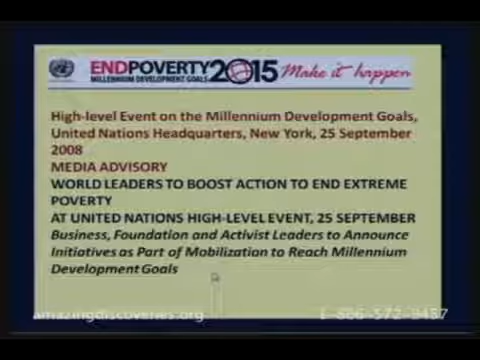 ENDPOVERTY 2015 Make it happen
MILLENNIUM DEVELOPMENT GOALS
High-level Event on the Millennium Development Goals,
United Nations Headquarters, New York, 25 September
2008
MEDIA ADVISORY
WORLD LEADERS TO BOOST ACTION TO END EXTREME
POVERTY
AT UNITED NATIONS HIGH-LEVEL EVENT, 25 SEPTEMBER
Business, Foundation and Activist Leaders to Announce
Initiatives as Part of Mobilization to Reach Millennium
Development Goals
amazingdiscoveries.org 1-866-572-9457